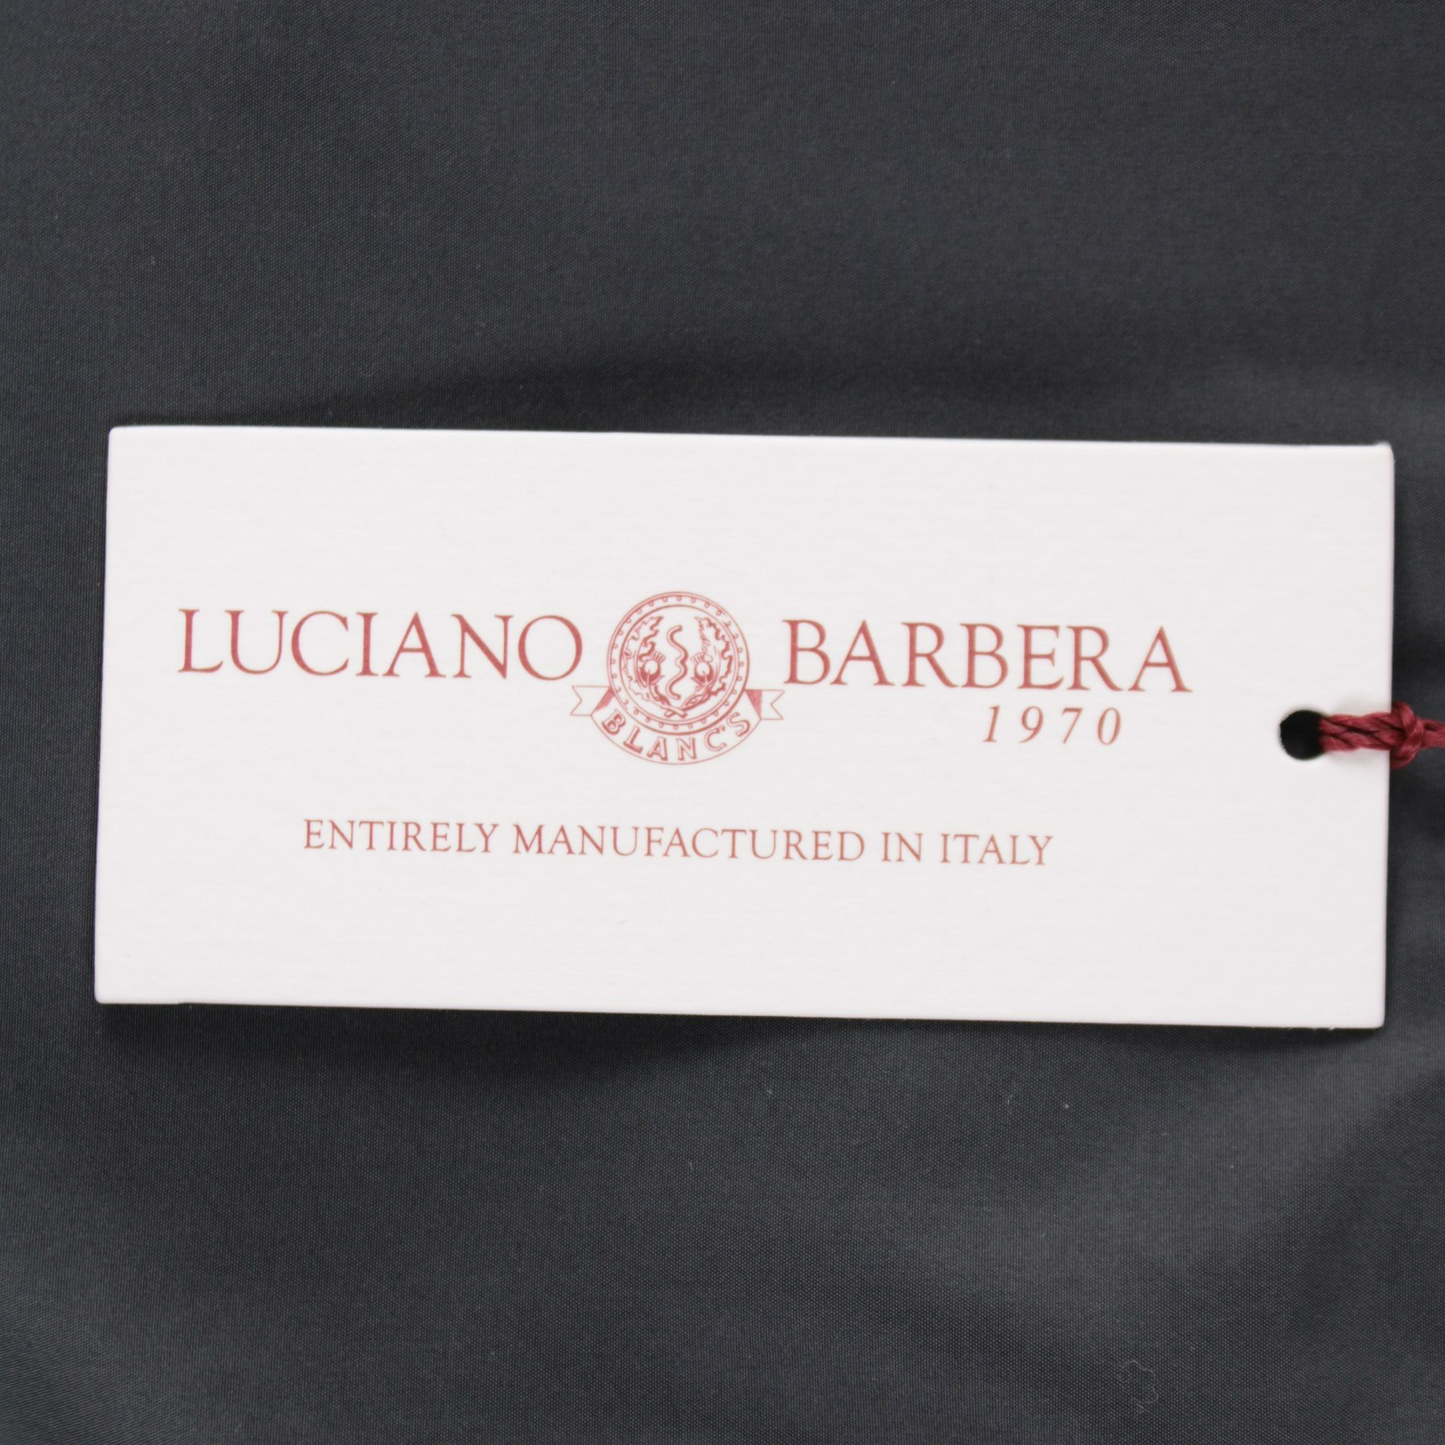 LUCIANO BARBERA
BLANC'S
1970
ENTIRELY MANUFACTURED IN ITALY